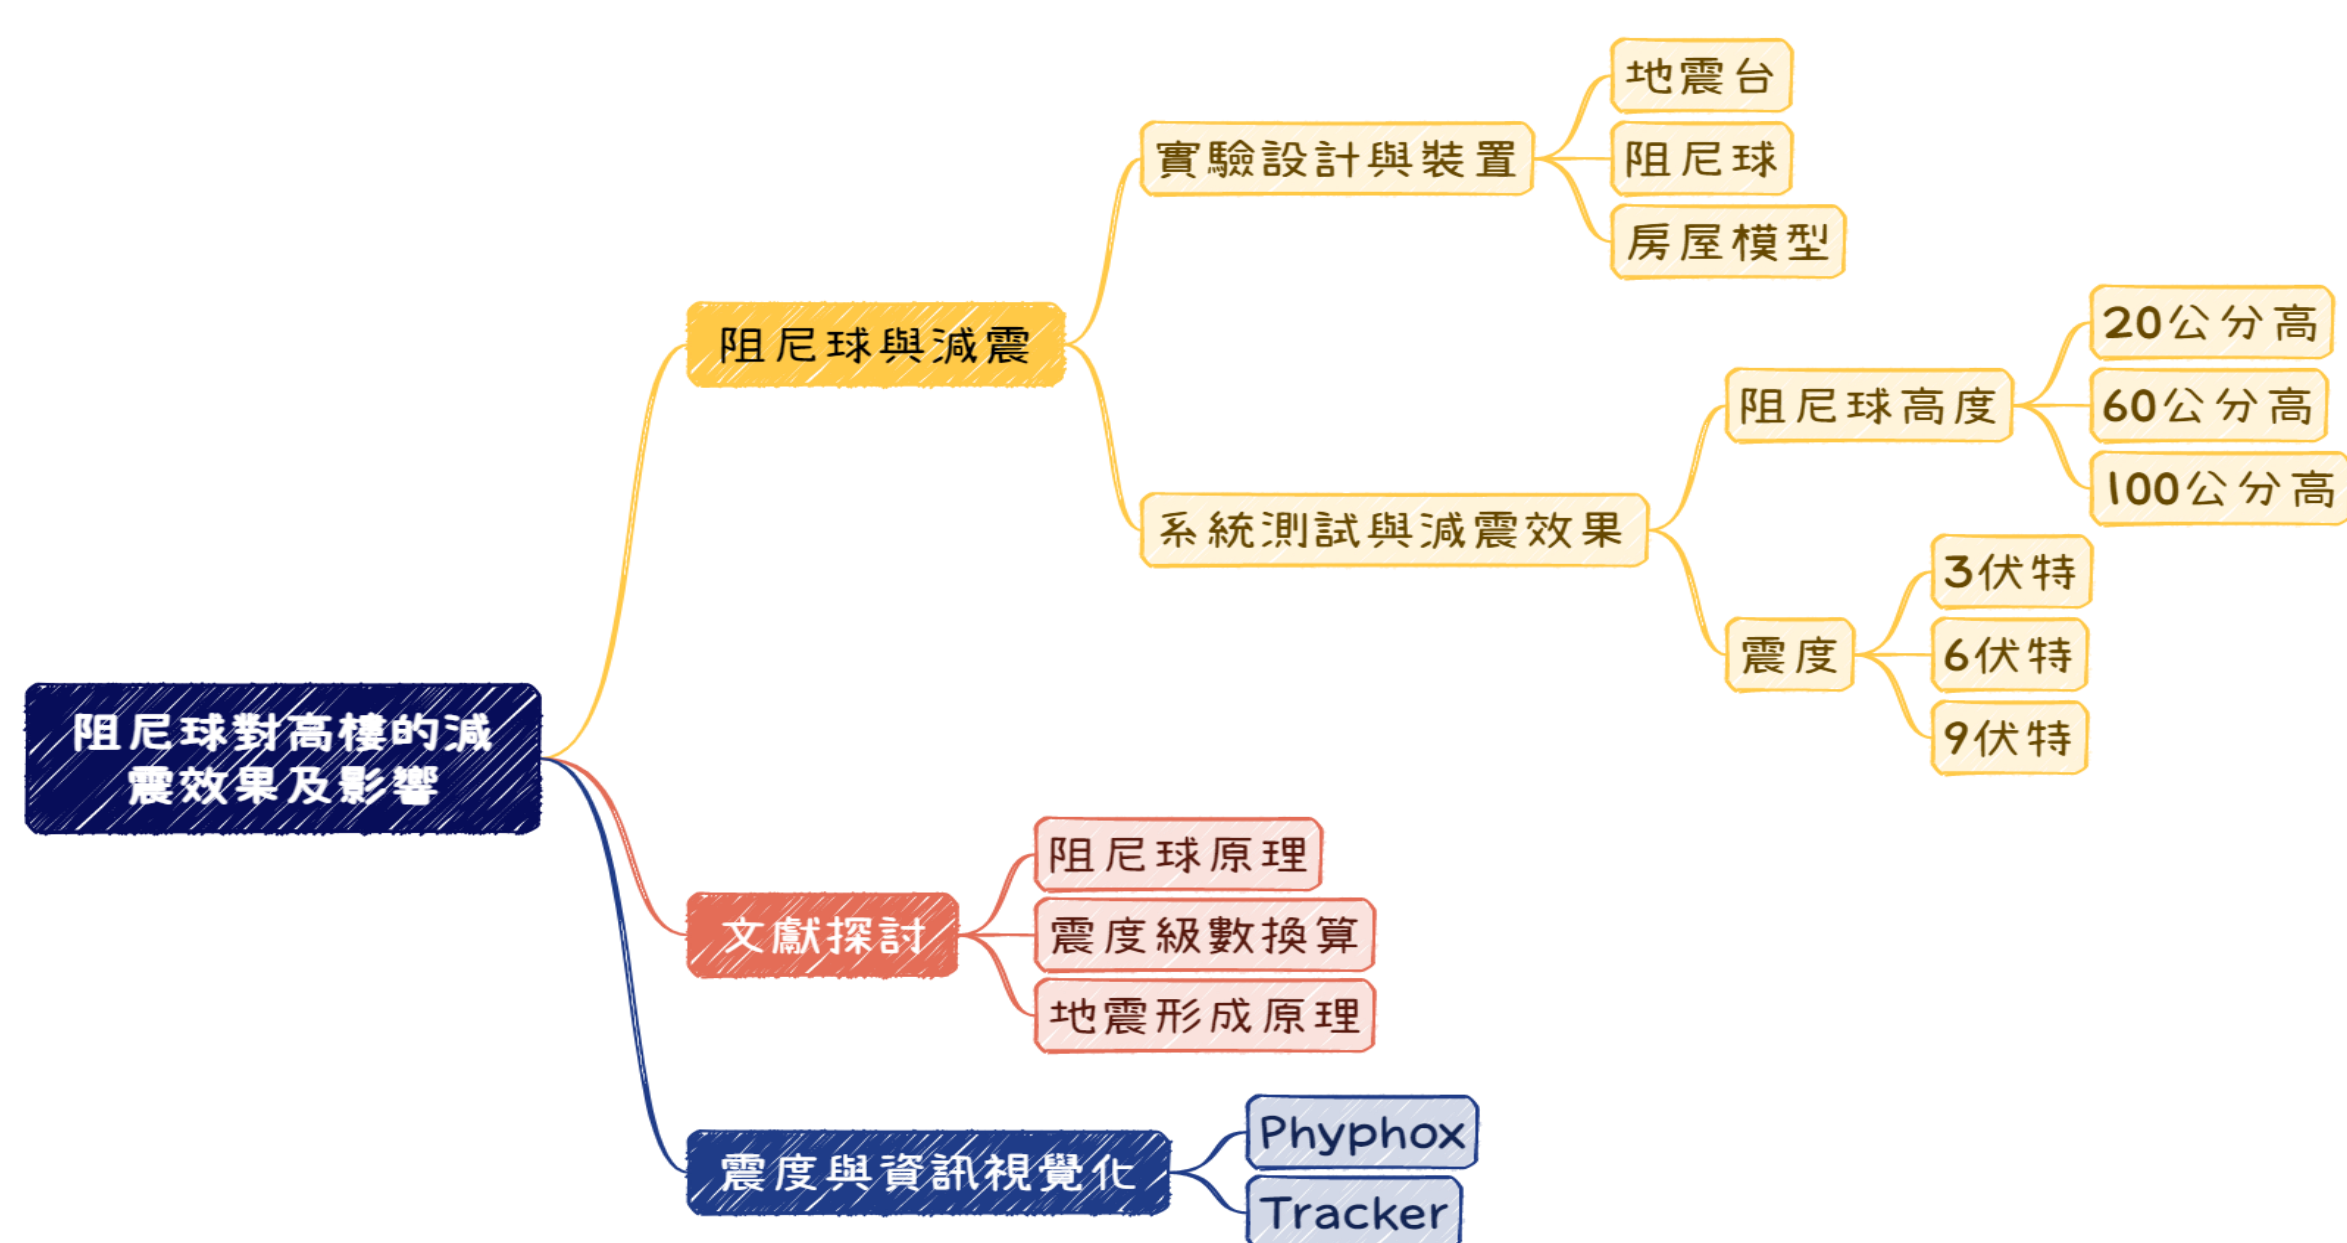 阻尼球對高樓的減
震效果及影響
阻尼球與減震
實驗設計與裝置
地震台
阻尼球
房屋模型
系統測試與減震效果
阻尼球高度
20公分高
60公分高
100公分高
震度
3伏特
6伏特
9伏特
文獻探討
阻尼球原理
震度級數換算
地震形成原理
震度與資訊視覺化
Phyphox
Tracker